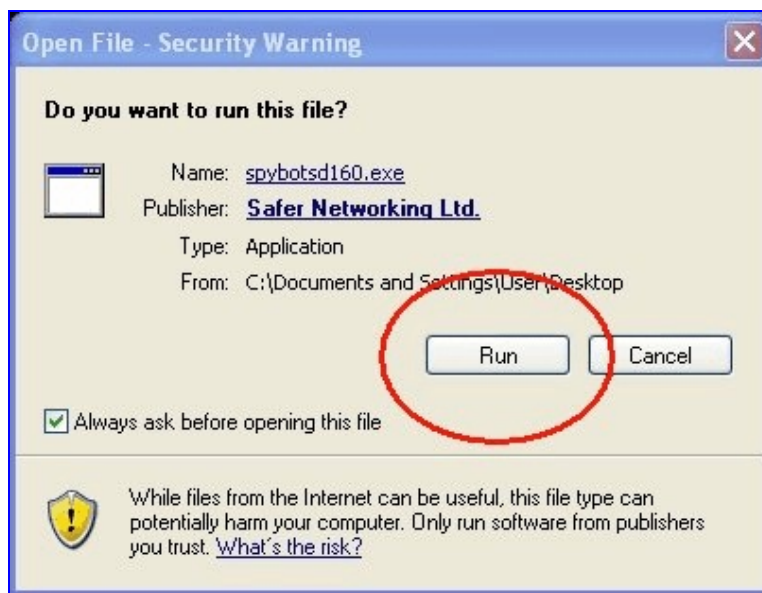 Open File - Security Warning
Do you want to run this file?
Name: spybotsd160.exe
Publisher: Safer Networking Ltd.
Type: Application
From: C:\Documents and Settings\User\Desktop
Run Cancel
Always ask before opening this file
While files from the Internet can be useful, this file type can
potentially harm your computer. Only run software from publishers
you trust. What's the risk?